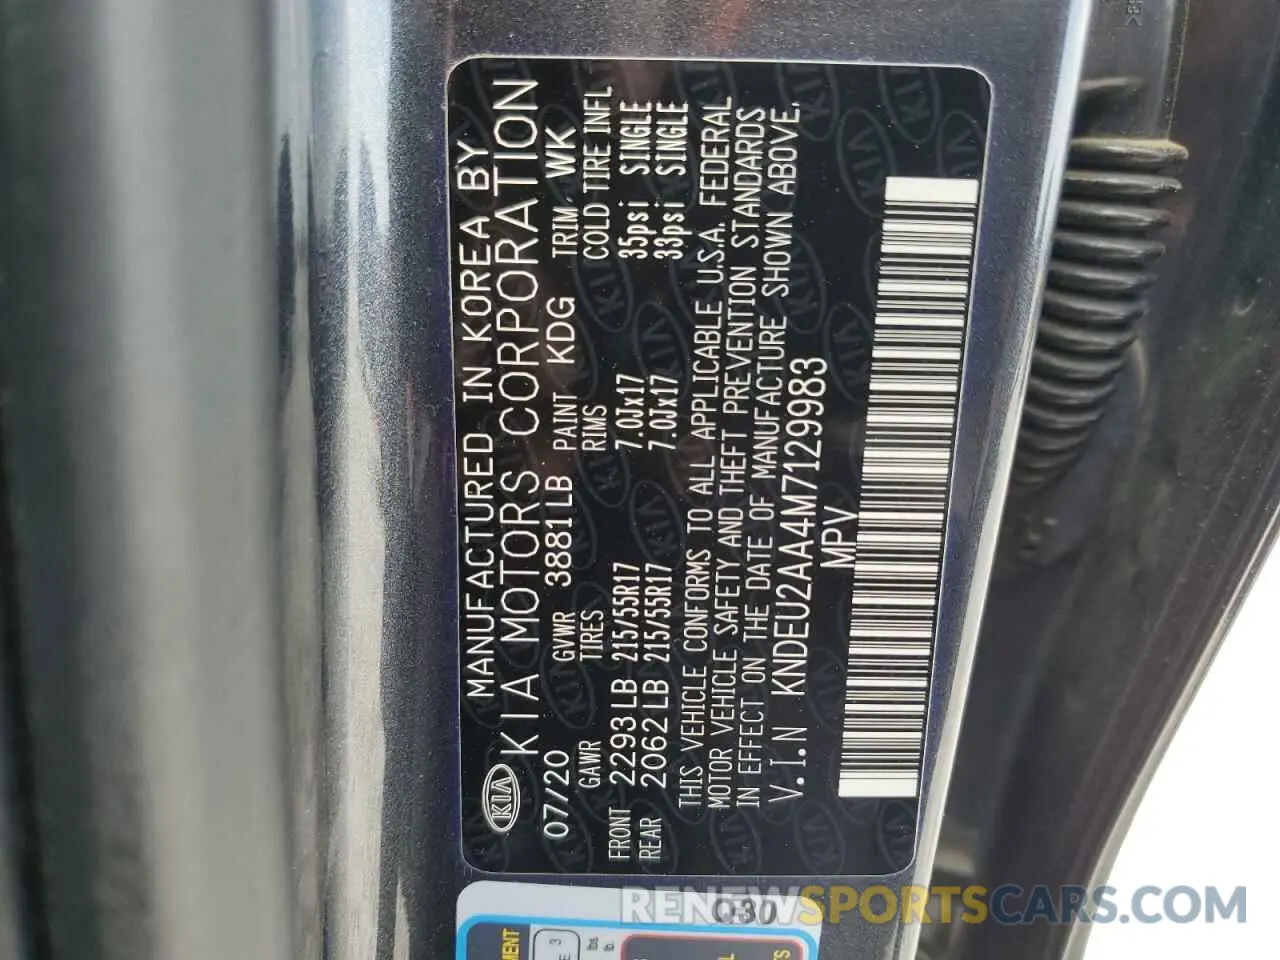 MANUFACTURED IN KOREA BY
KIA KIA MOTORS CORPORATION
07/20 GVWR 3881LB PAINT KDG TRIM WK
GAWR TIRES RIMS COLD TIRE INFL
FRONT 2293LB 215/55R17 7.0Jx17 35psi SINGLE
REAR 2062LB 215/55R17 7.0Jx17 33psi SINGLE
THIS VEHICLE CONFORMS TO ALL APPLICABLE U.S.A. FEDERAL
MOTOR VEHICLE SAFETY AND THEFT PREVENTION STANDARDS
IN EFFECT ON THE DATE OF MANUFACTURE SHOWN ABOVE.
V.I.N KNDEU2AA4M7129983
MPV
RENEWSPORTSCARS.COM